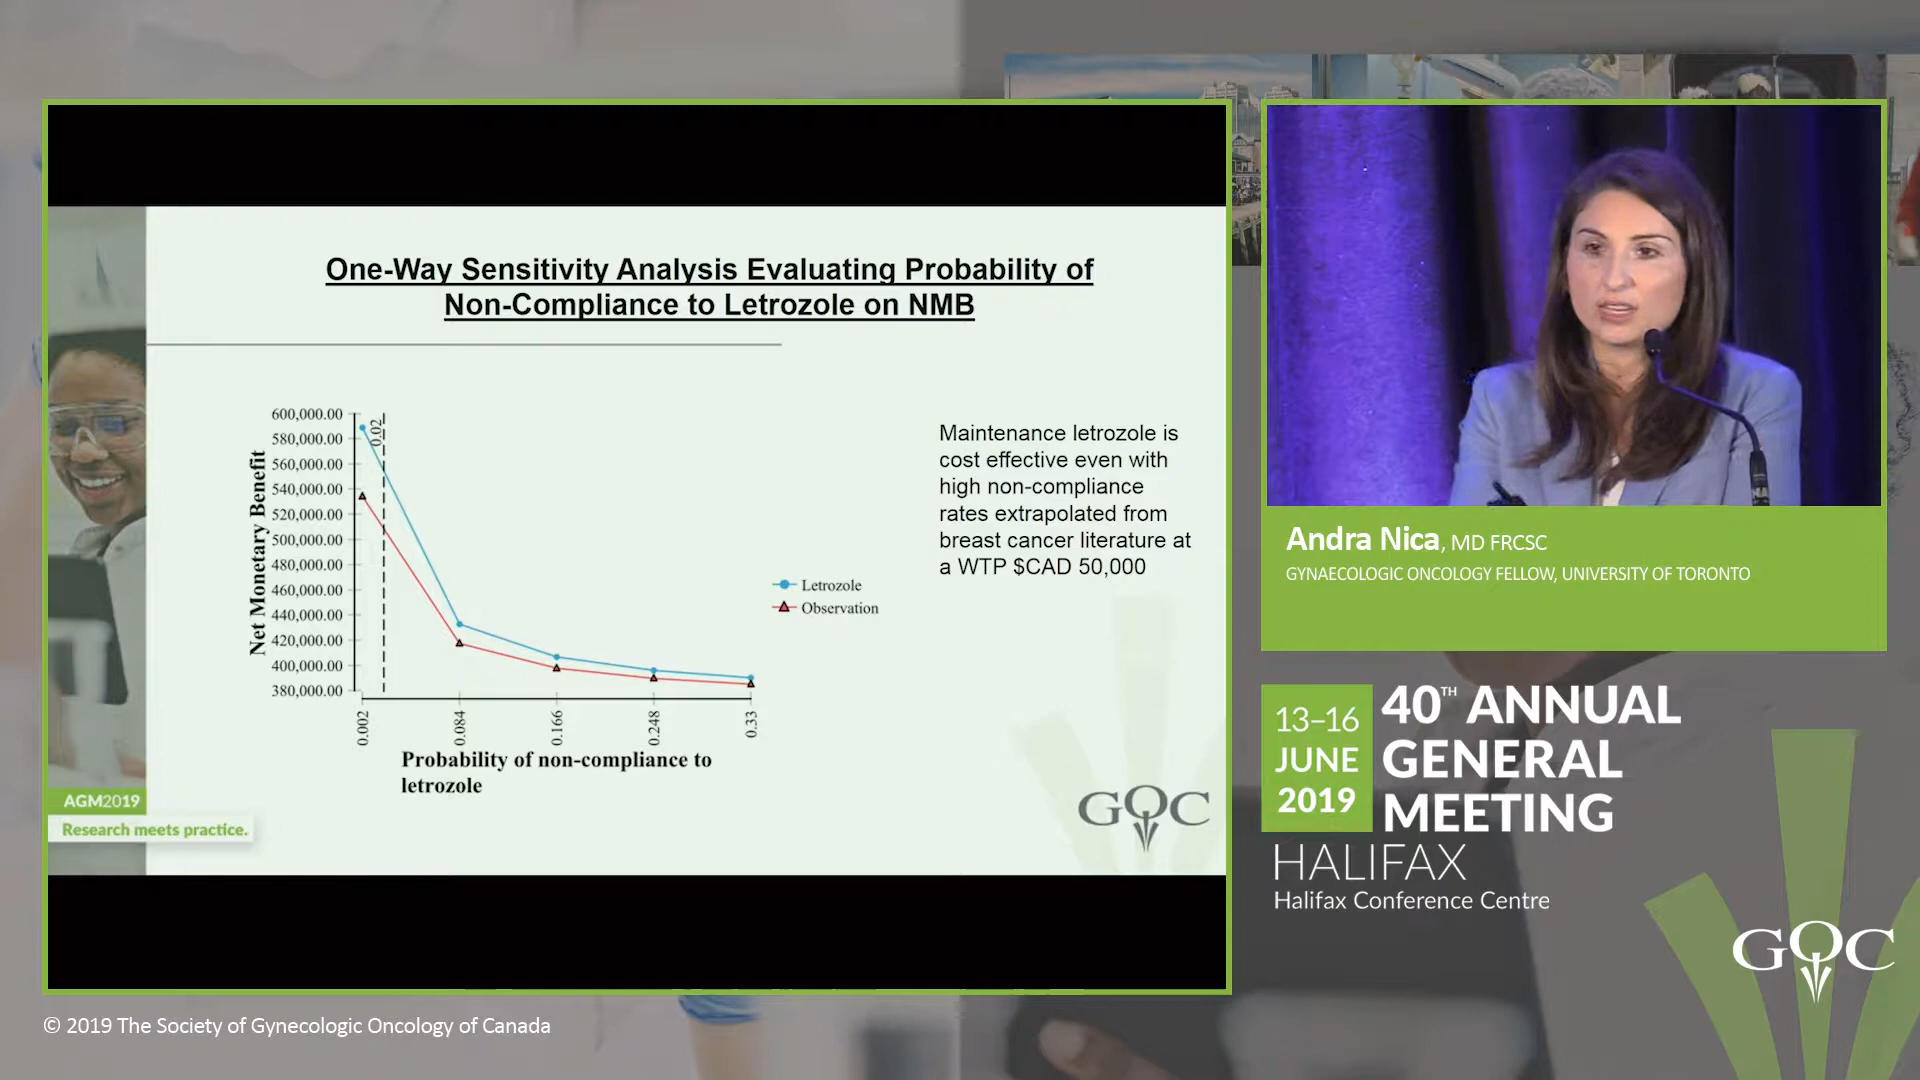 One-Way Sensitivity Analysis Evaluating Probability of
Non-Compliance to Letrozole on NMB
Net Monetary Benefit
600,000.00
580,000.00
560,000.00
540,000.00
520,000.00
500,000.00
480,000.00
460,000.00
440,000.00
420,000.00
400,000.00
380,000.00
0.02
0.002
0.084
0.166
0.248
0.33
Probability of non-compliance to
letrozole
Letrozole
Observation
Maintenance letrozole is
cost effective even with
high non-compliance
rates extrapolated from
breast cancer literature at
a WTP $CAD 50,000
AGM2019
Research meets practice.
GOC
Andra Nica, MD FRCSC
GYNAECOLOGIC ONCOLOGY FELLOW, UNIVERSITY OF TORONTO
13–16
JUNE
2019
40TH ANNUAL
GENERAL
MEETING
HALIFAX
Halifax Conference Centre
GOC
© 2019 The Society of Gynecologic Oncology of Canada